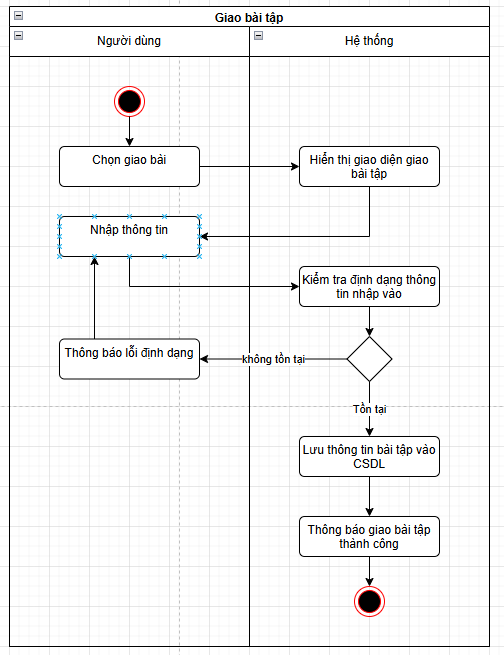 Giao bài tập
Người dùng
Hệ thống
Chọn giao bài
Hiển thị giao diện giao
bài tập
Nhập thông tin
Kiểm tra định dạng thông
tin nhập vào
Thông báo lỗi định dạng
không tồn tại
Tồn tại
Lưu thông tin bài tập vào
CSDL
Thông báo giao bài tập
thành công